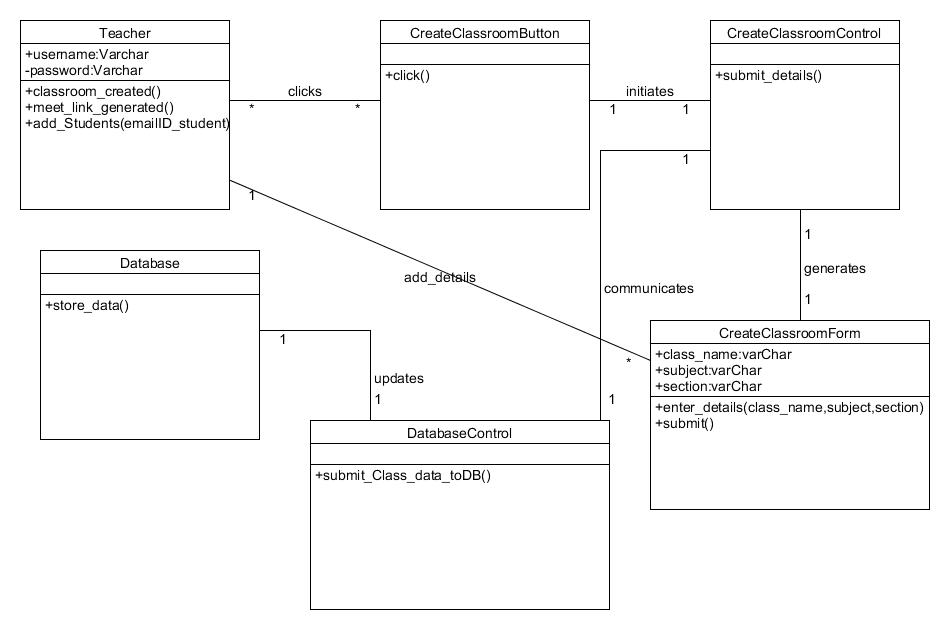 Teacher
+username:Varchar
-password:Varchar
+classroom_created()
+meet_link_generated()
+add_Students(emailID_student)
clicks
*
*
CreateClassroomButton
+click()
initiates
1
1
CreateClassroomControl
+submit_details()
1
1
add_details
*
communicates
1
1
generates
1
Database
+store_data()
1
updates
1
DatabaseControl
+submit_Class_data_toDB()
CreateClassroomForm
+class_name:varChar
+subject:varChar
+section:varChar
+enter_details(class_name,subject,section)
+submit()